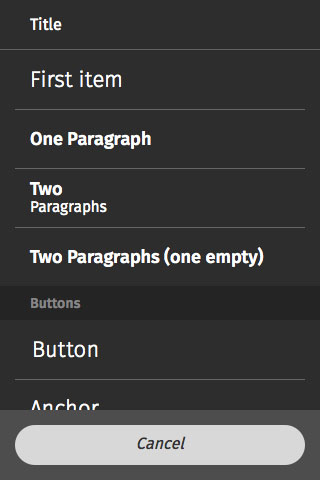 Title
First item
One Paragraph
Two
Paragraphs
Two Paragraphs (one empty)
Buttons
Button
Anchor
Cancel